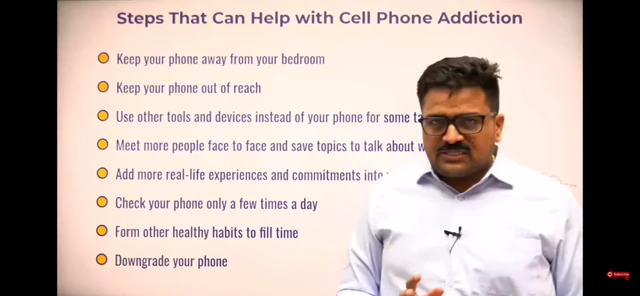 Steps That Can Help with Cell Phone Addiction
Keep your phone away from your bedroom
Keep your phone out of reach
Use other tools and devices instead of your phone for some
Meet more people face to face and save topics to talk about
Add more real-life experiences and commitments into
Check your phone only a few times a day
Form other healthy habits to fill time
Downgrade your phone
Subscribe